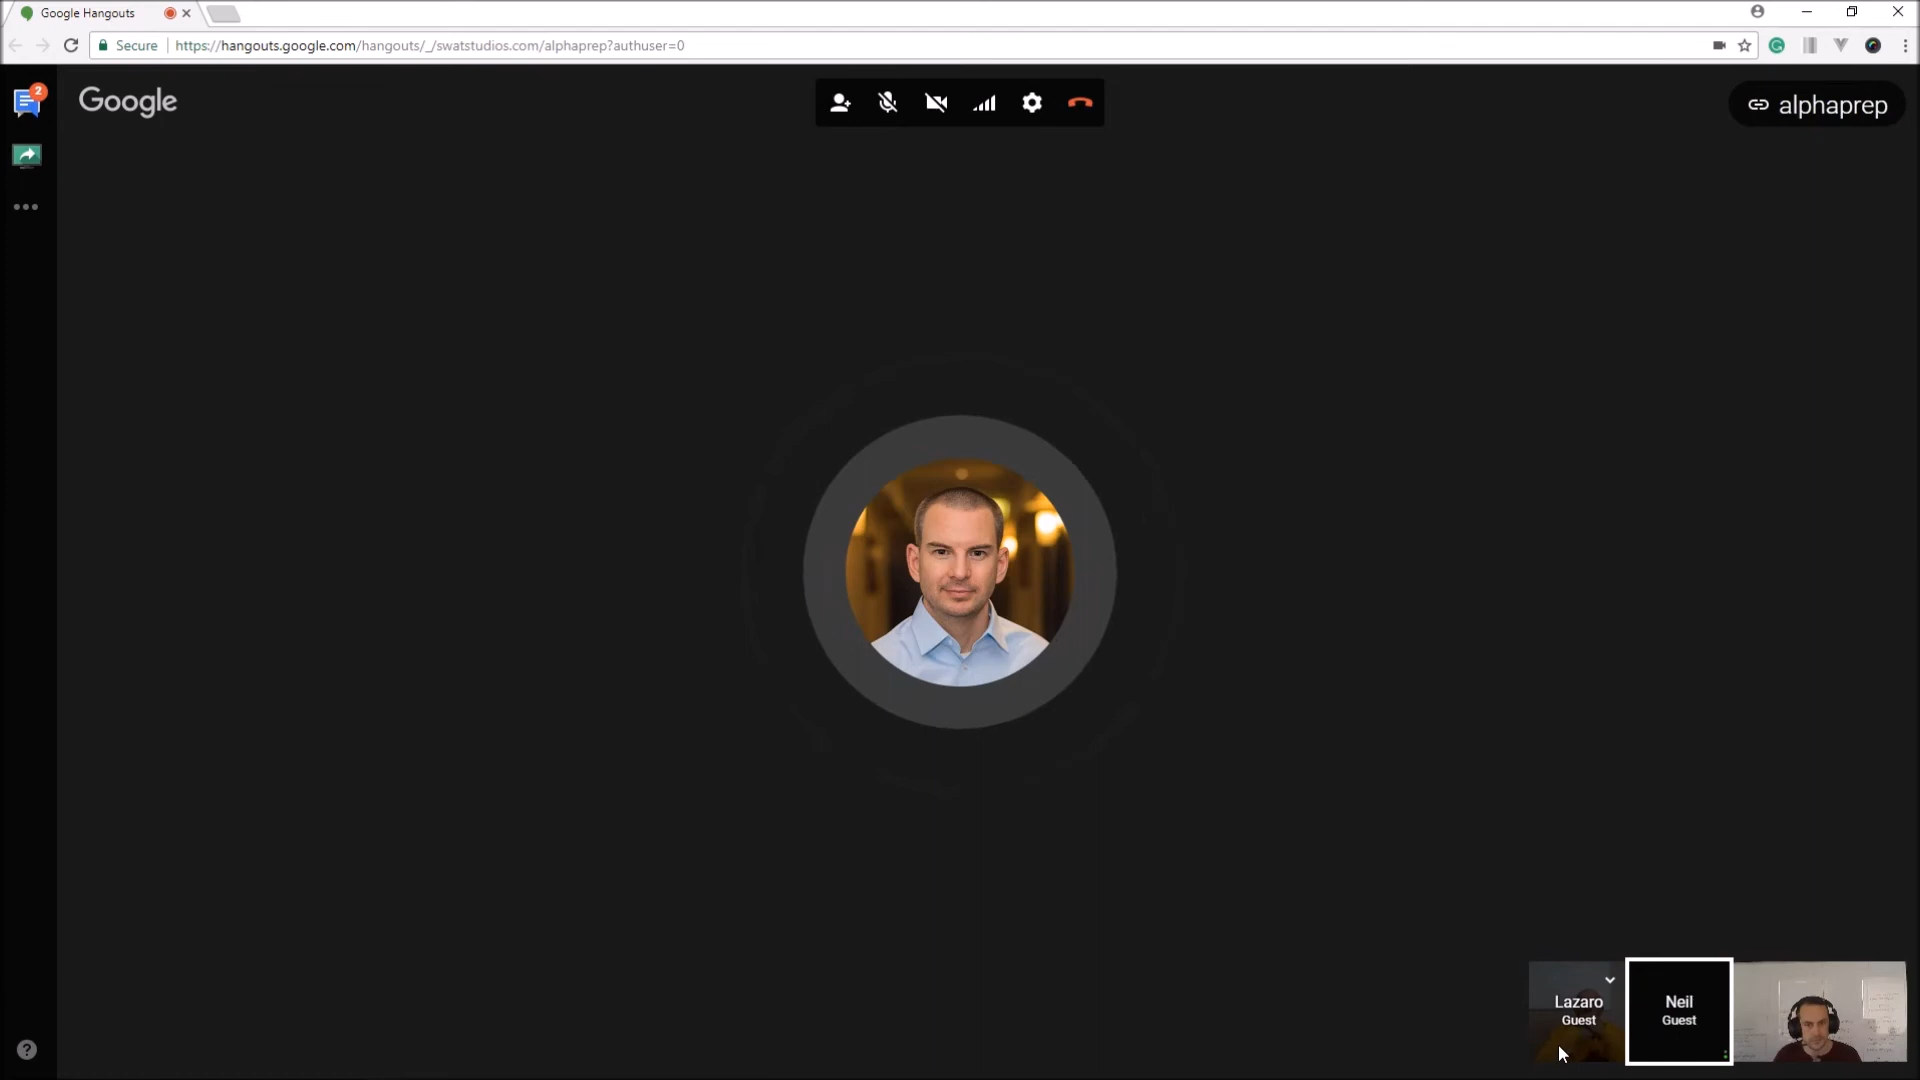 Google Hangouts
Secure
https://hangouts.google.com/hangouts/_/swatstudios.com/alphaprep?authuser=0
2
Google
alphaprep
Lazaro
Guest
Neil
Guest